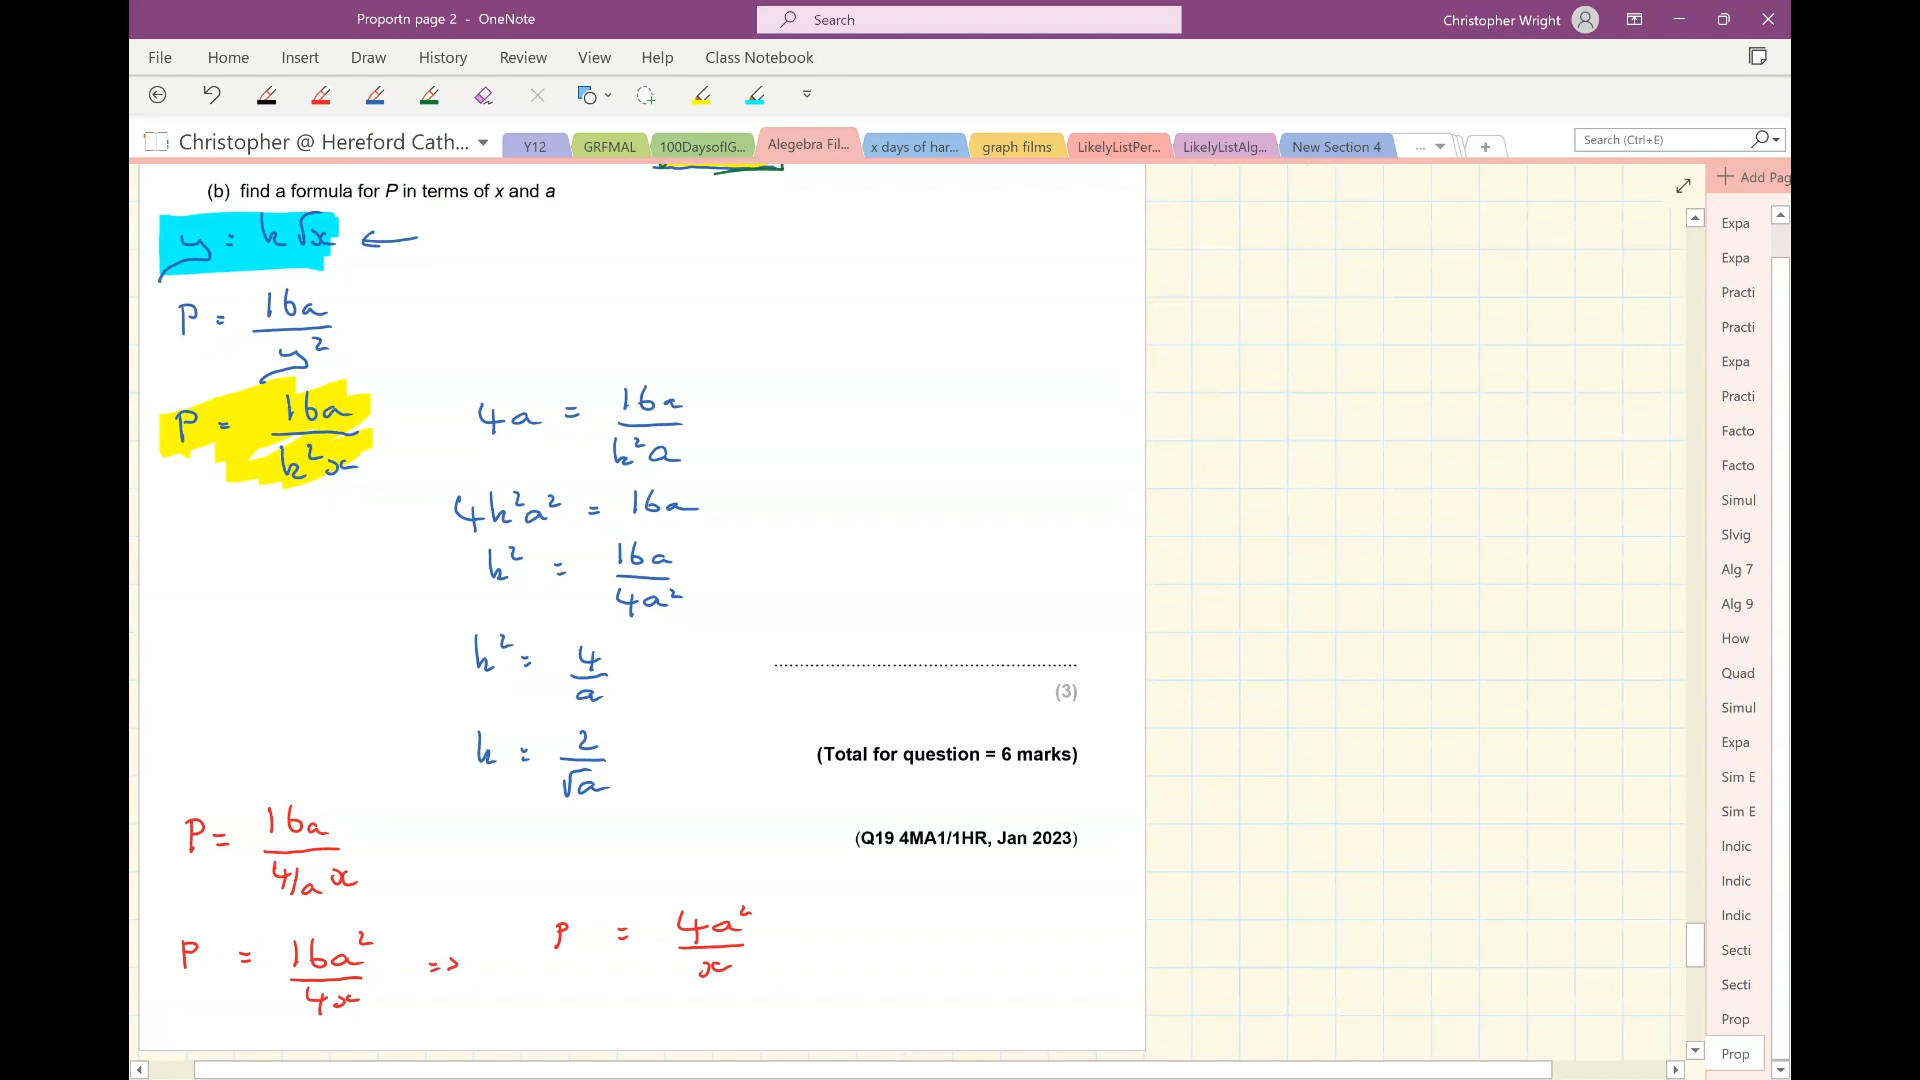 Proportn page 2 - OneNote
Search
Christopher Wright
File Home Insert Draw History Review View Help Class Notebook
Christopher @ Hereford Cath...
Y12 GRFMAL 100DaysofIG... Alegebra Fil... x days of har... graph films LikelyListPer... LikelyListAlg... New Section 4 ...
Search (Ctrl+E)
(b) find a formula for P in terms of x and a
y = k√x ←
P = 16a/y²
P = 16a/k²x
4a = 16a/k²a
4k²a² = 16a
k² = 16a/4a²
k² = 4/a
(3)
k = 2/√a
(Total for question = 6 marks)
P = 16a/4/a x
(Q19 4MA1/1HR, Jan 2023)
P = 16a²/4x => P = 4a²/x
+ Add Pag
Expa
Expa
Practi
Practi
Expa
Practi
Facto
Facto
Simul
Slvig
Alg 7
Alg 9
How
Quad
Simul
Expa
Sim E
Sim E
Indic
Indic
Indic
Secti
Secti
Prop
Prop